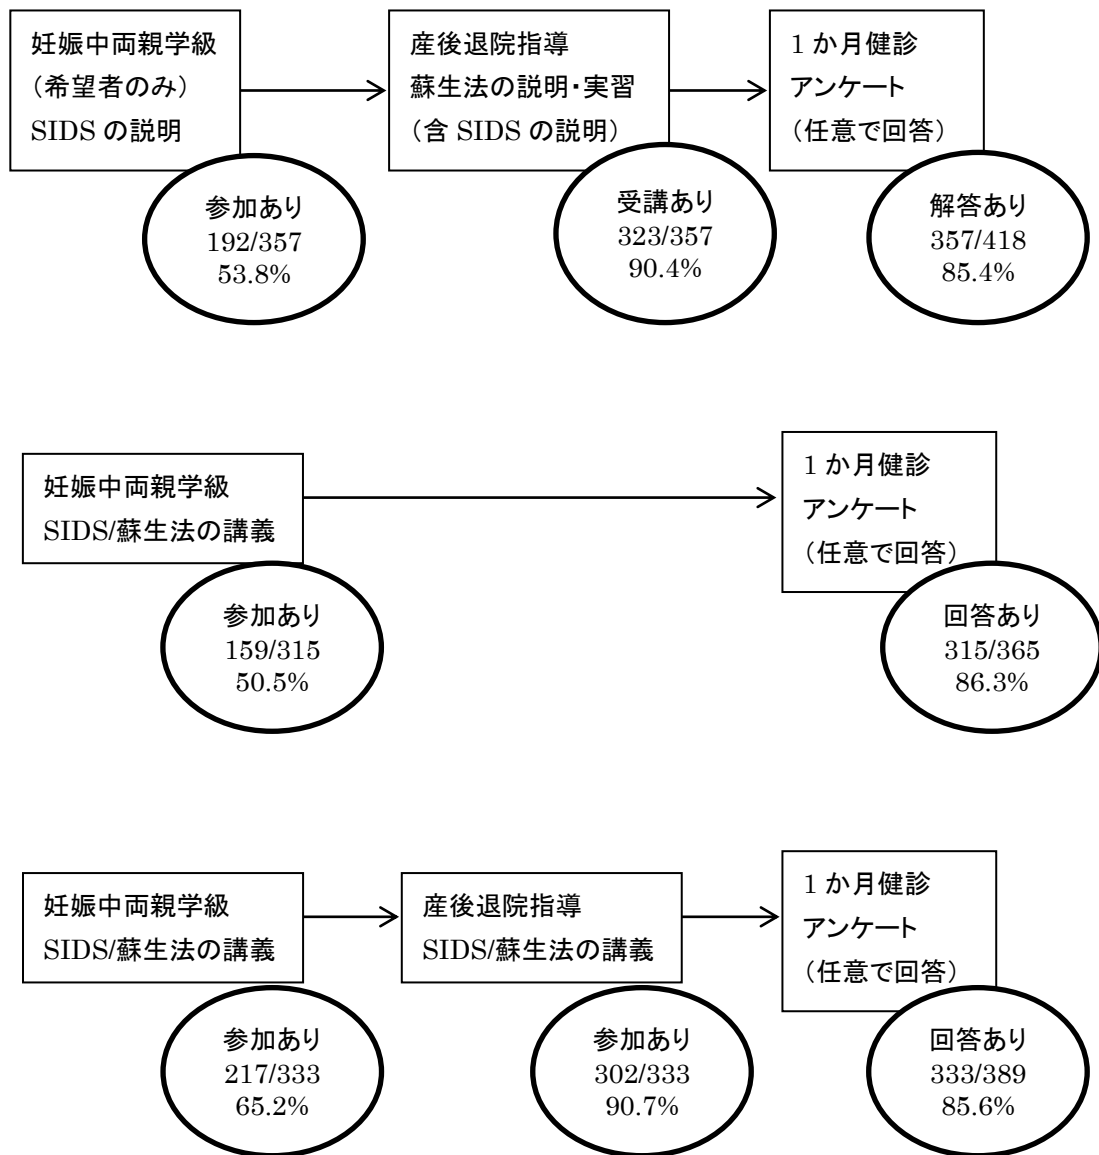 妊娠中両親学級
（希望者のみ）
SIDS の説明
参加あり
192/357
53.8%
産後退院指導
蘇生法の説明・実習
（含 SIDS の説明）
受講あり
323/357
90.4%
1 か月健診
アンケート
（任意で回答）
解答あり
357/418
85.4%
妊娠中両親学級
SIDS/蘇生法の講義
参加あり
159/315
50.5%
1 か月健診
アンケート
（任意で回答）
回答あり
315/365
86.3%
妊娠中両親学級
SIDS/蘇生法の講義
参加あり
217/333
65.2%
産後退院指導
SIDS/蘇生法の講義
参加あり
302/333
90.7%
1 か月健診
アンケート
（任意で回答）
回答あり
333/389
85.6%